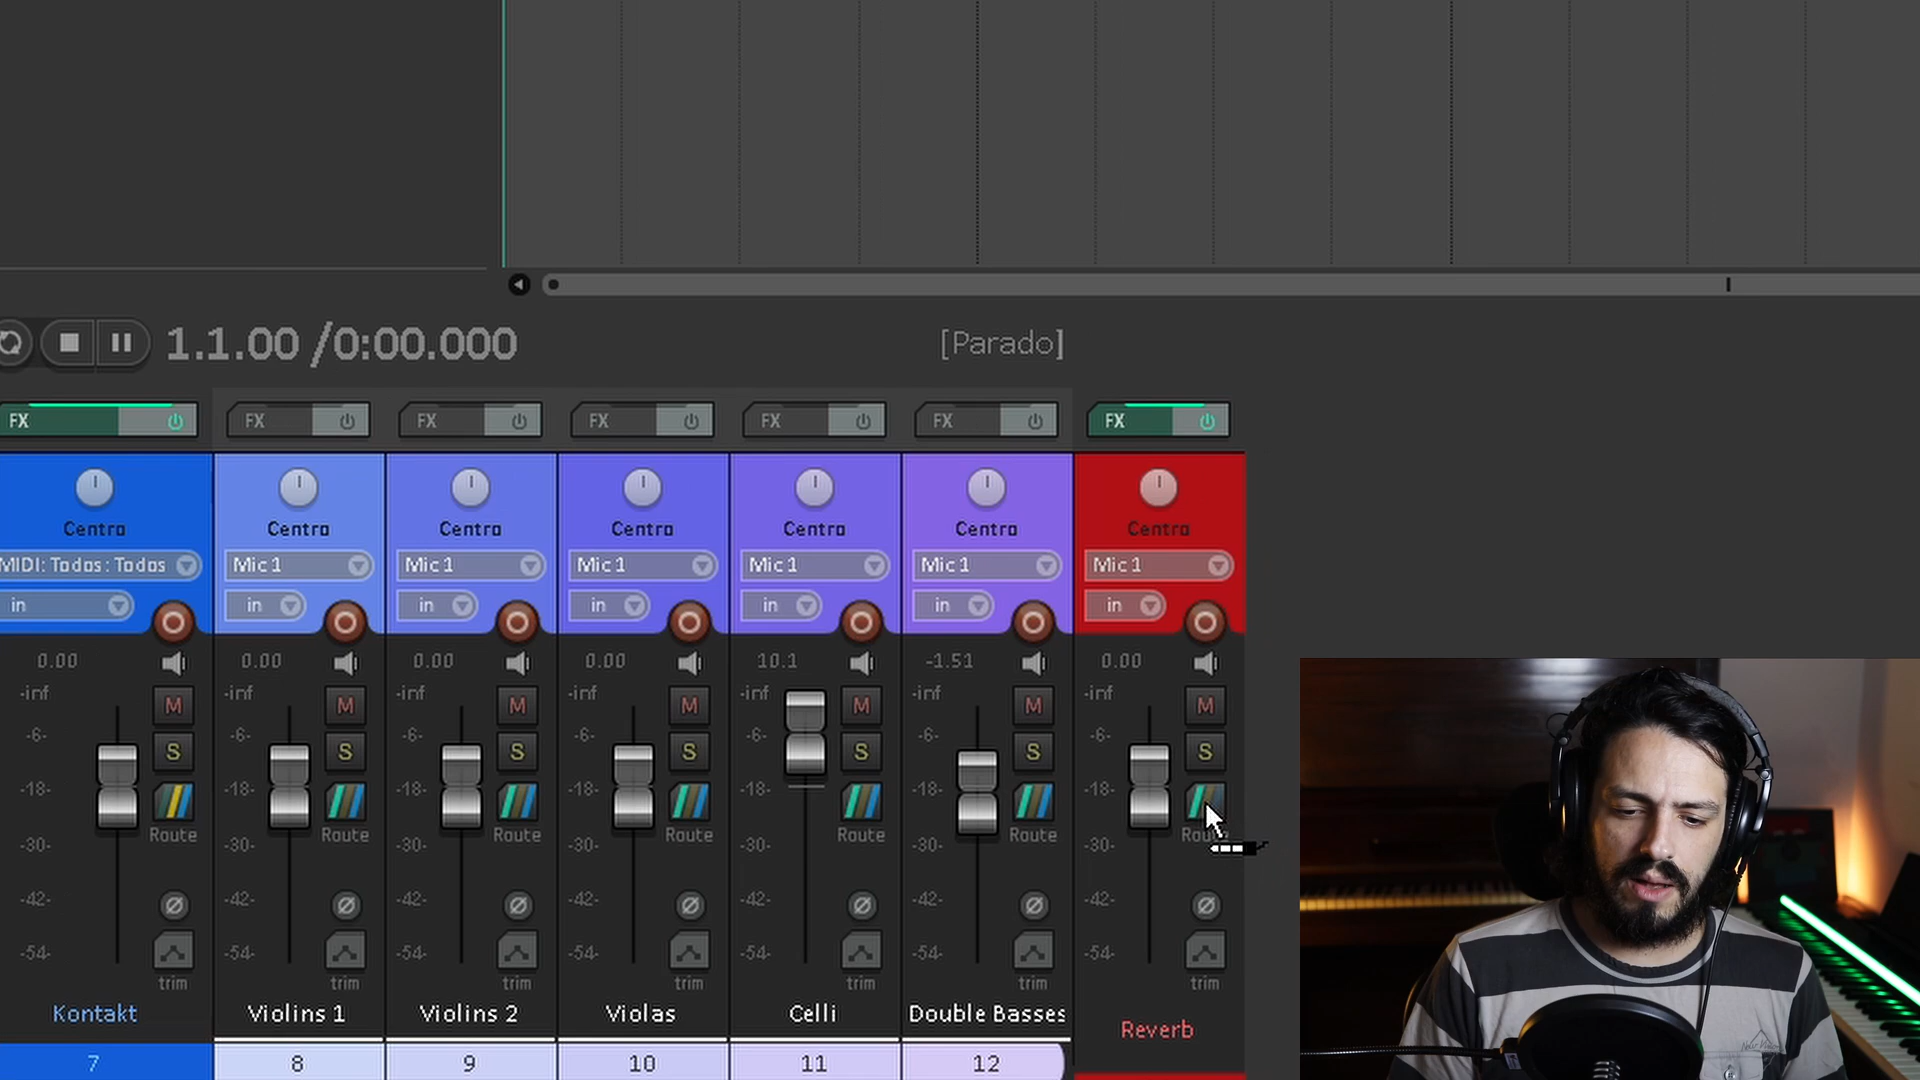 1.1.00 /0:00.000
[Parado]
FX FX FX FX FX FX FX
Centro Centro Centro Centro Centro Centro Centro
MIDI: Todos: Todos Mic 1 Mic 1 Mic 1 Mic 1 Mic 1 Mic 1
in in in in in in in
0.00 0.00 0.00 0.00 10.1 -1.51 0.00
-inf -inf -inf -inf -inf -inf -inf
M M M M M M M
-6- -6- -6- -6- -6- -6- -6-
S S S S S S S
-18- -18- -18- -18- -18- -18- -18-
Route Route Route Route Route Route Route
-30- -30- -30- -30- -30- -30- -30-
-42- -42- -42- -42- -42- -42- -42-
-54- -54- -54- -54- -54- -54- -54-
trim trim trim trim trim trim trim
Kontakt Violins 1 Violins 2 Violas Celli Double Basses Reverb
7 8 9 10 11 12